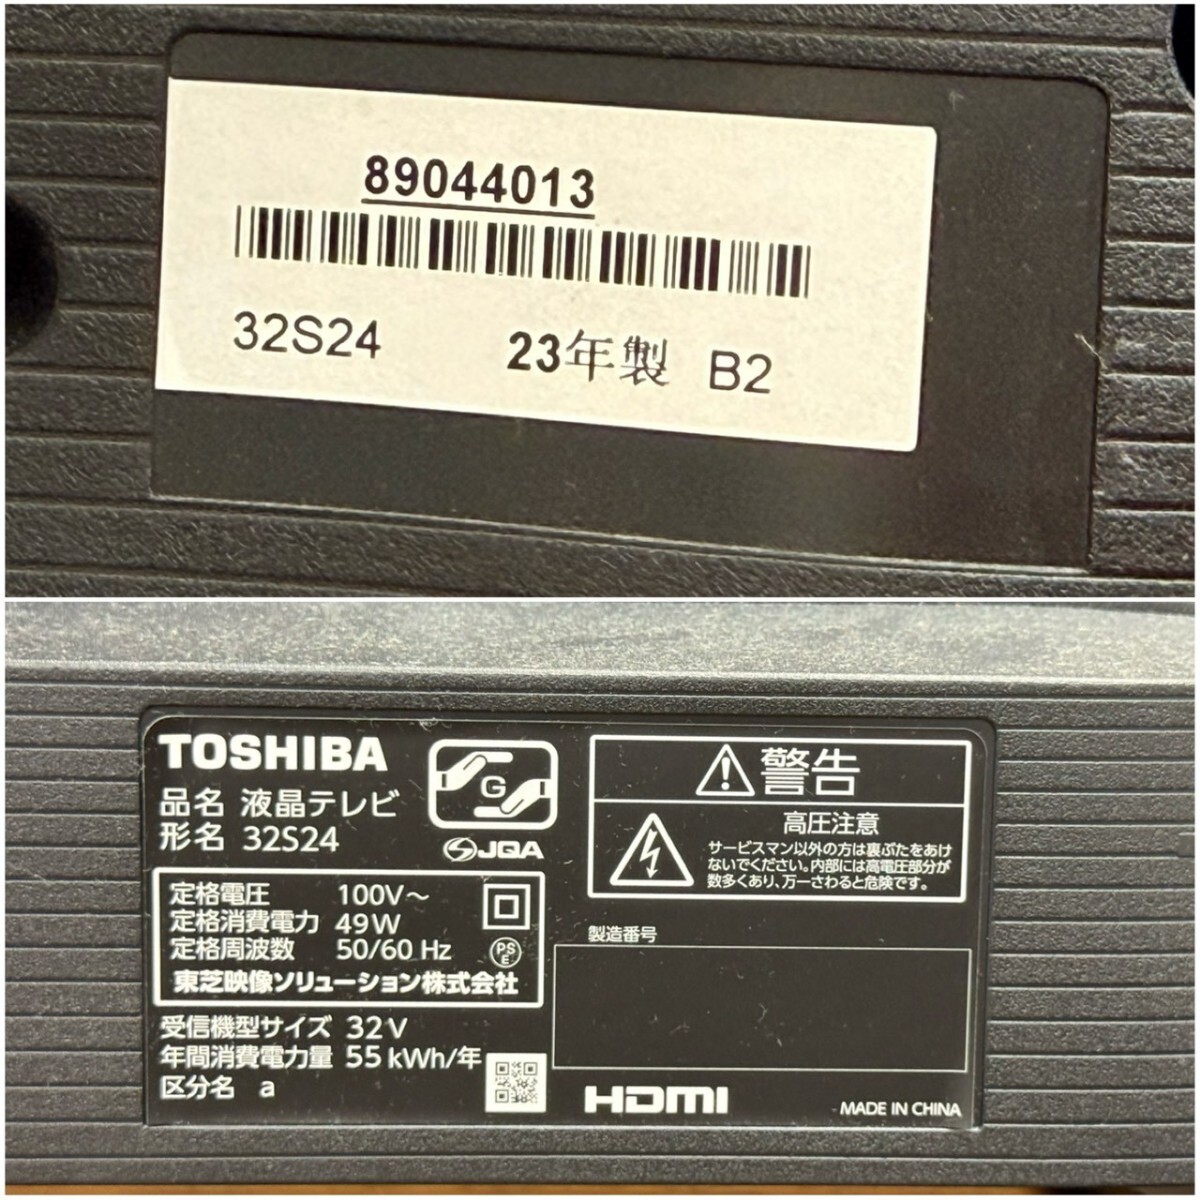 89044013
32S24 23年製 B2
TOSHIBA
品名 液晶テレビ
形名 32S24
G
JQA
定格電圧 100V～
定格消費電力 49W
定格周波数 50/60 Hz
PS
E
東芝映像ソリューション株式会社
受信機型サイズ 32V
年間消費電力量 55 kWh/年
区分名 a
警告
高圧注意
サービスマン以外の方は裏ぶたをあけ
ないでください。内部には高電圧部分が
数多くあり、万一さわると危険です。
製造番号
HDMI
MADE IN CHINA